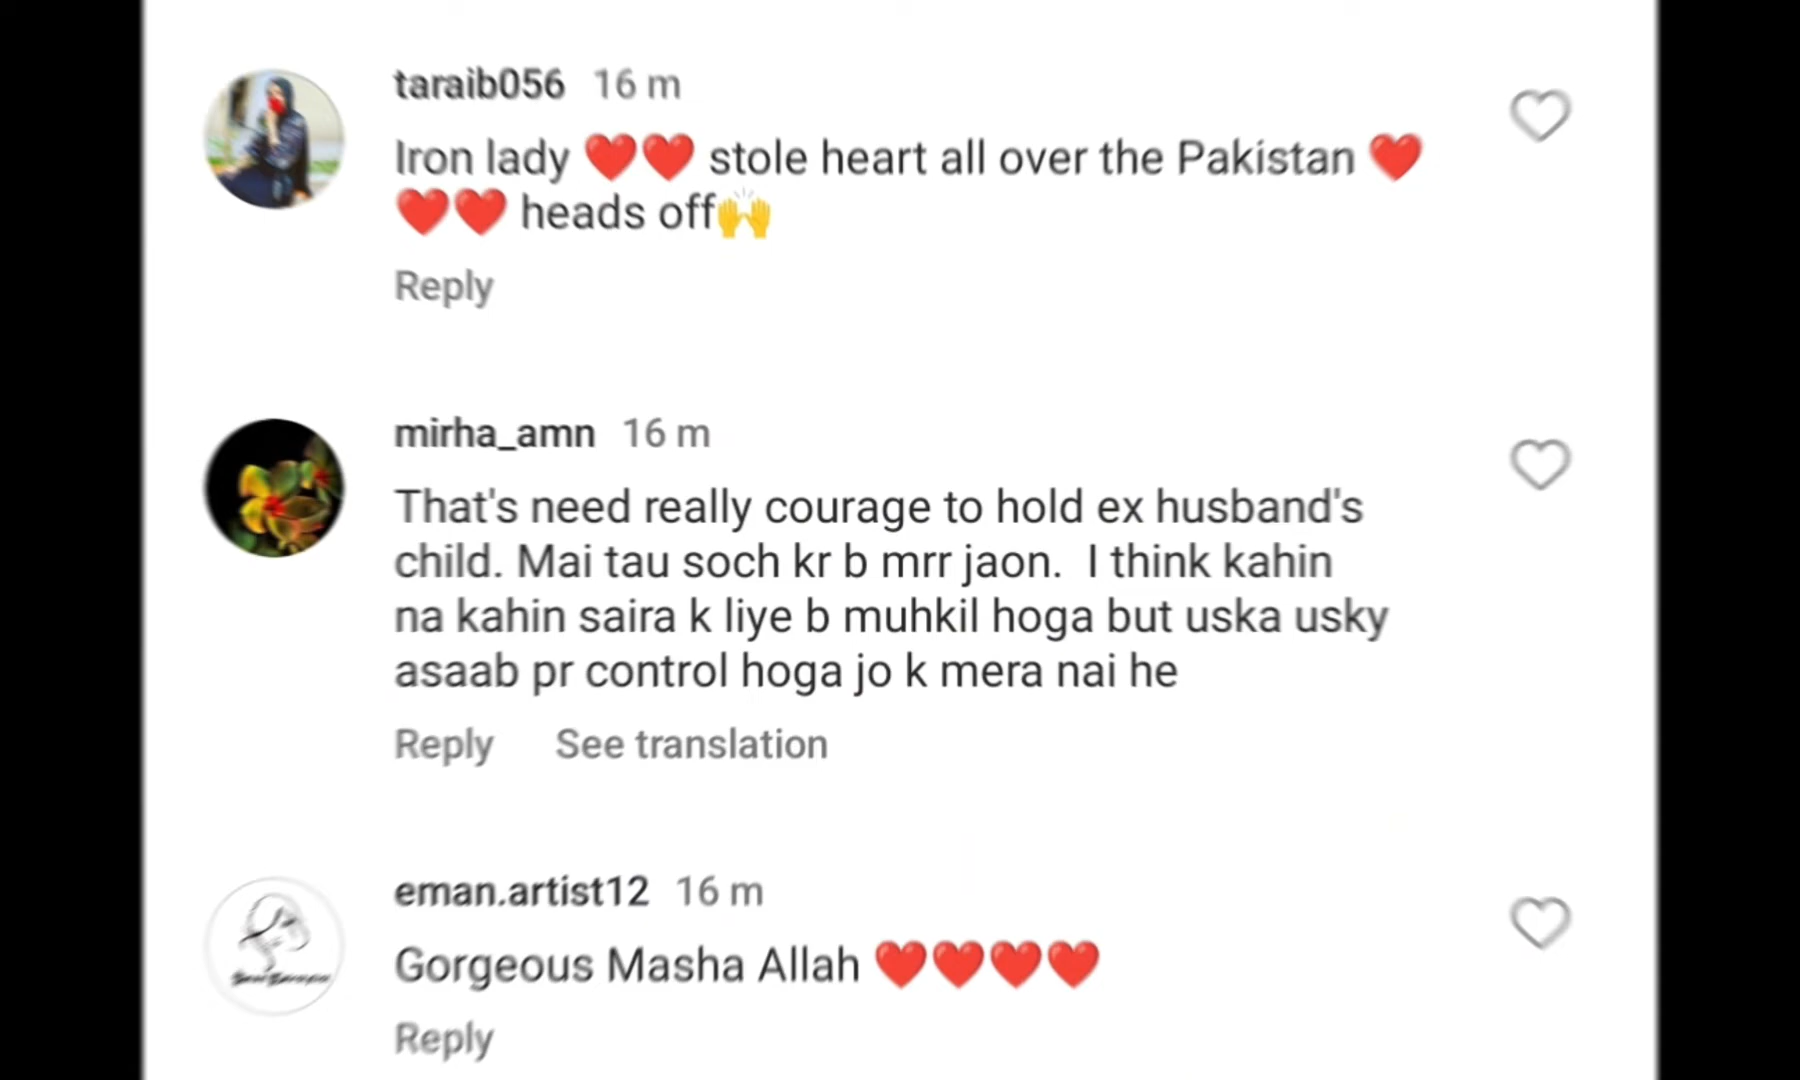 taraib056 16 m
Iron lady ❤️❤️ stole heart all over the Pakistan ❤️
❤️❤️ heads off🙌
Reply
mirha_amn 16 m
That's need really courage to hold ex husband's
child. Mai tau soch kr b mrr jaon.  I think kahin
na kahin saira k liye b muhkil hoga but uska usky
asaab pr control hoga jo k mera nai he
Reply See translation
eman.artist12 16 m
Gorgeous Masha Allah ❤️❤️❤️❤️
Reply